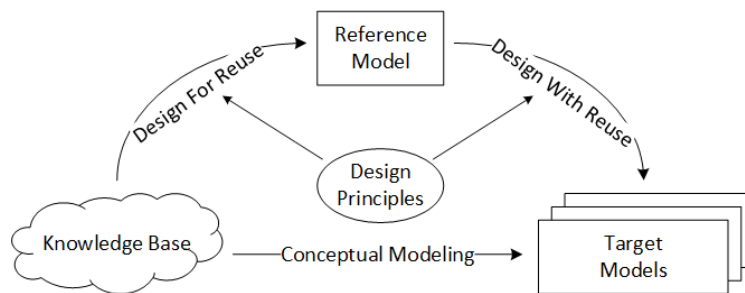 Reference
Model
Design For Reuse
Design With Reuse
Design
Principles
Knowledge Base
Conceptual Modeling
Target
Models